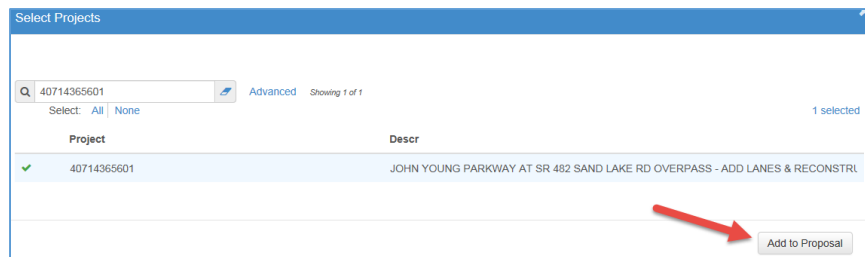 Select Projects
40714365601 Advanced Showing 1 of 1
Select: All None 1 selected
Project Descr
40714365601 JOHN YOUNG PARKWAY AT SR 482 SAND LAKE RD OVERPASS - ADD LANES & RECONSTRU
Add to Proposal